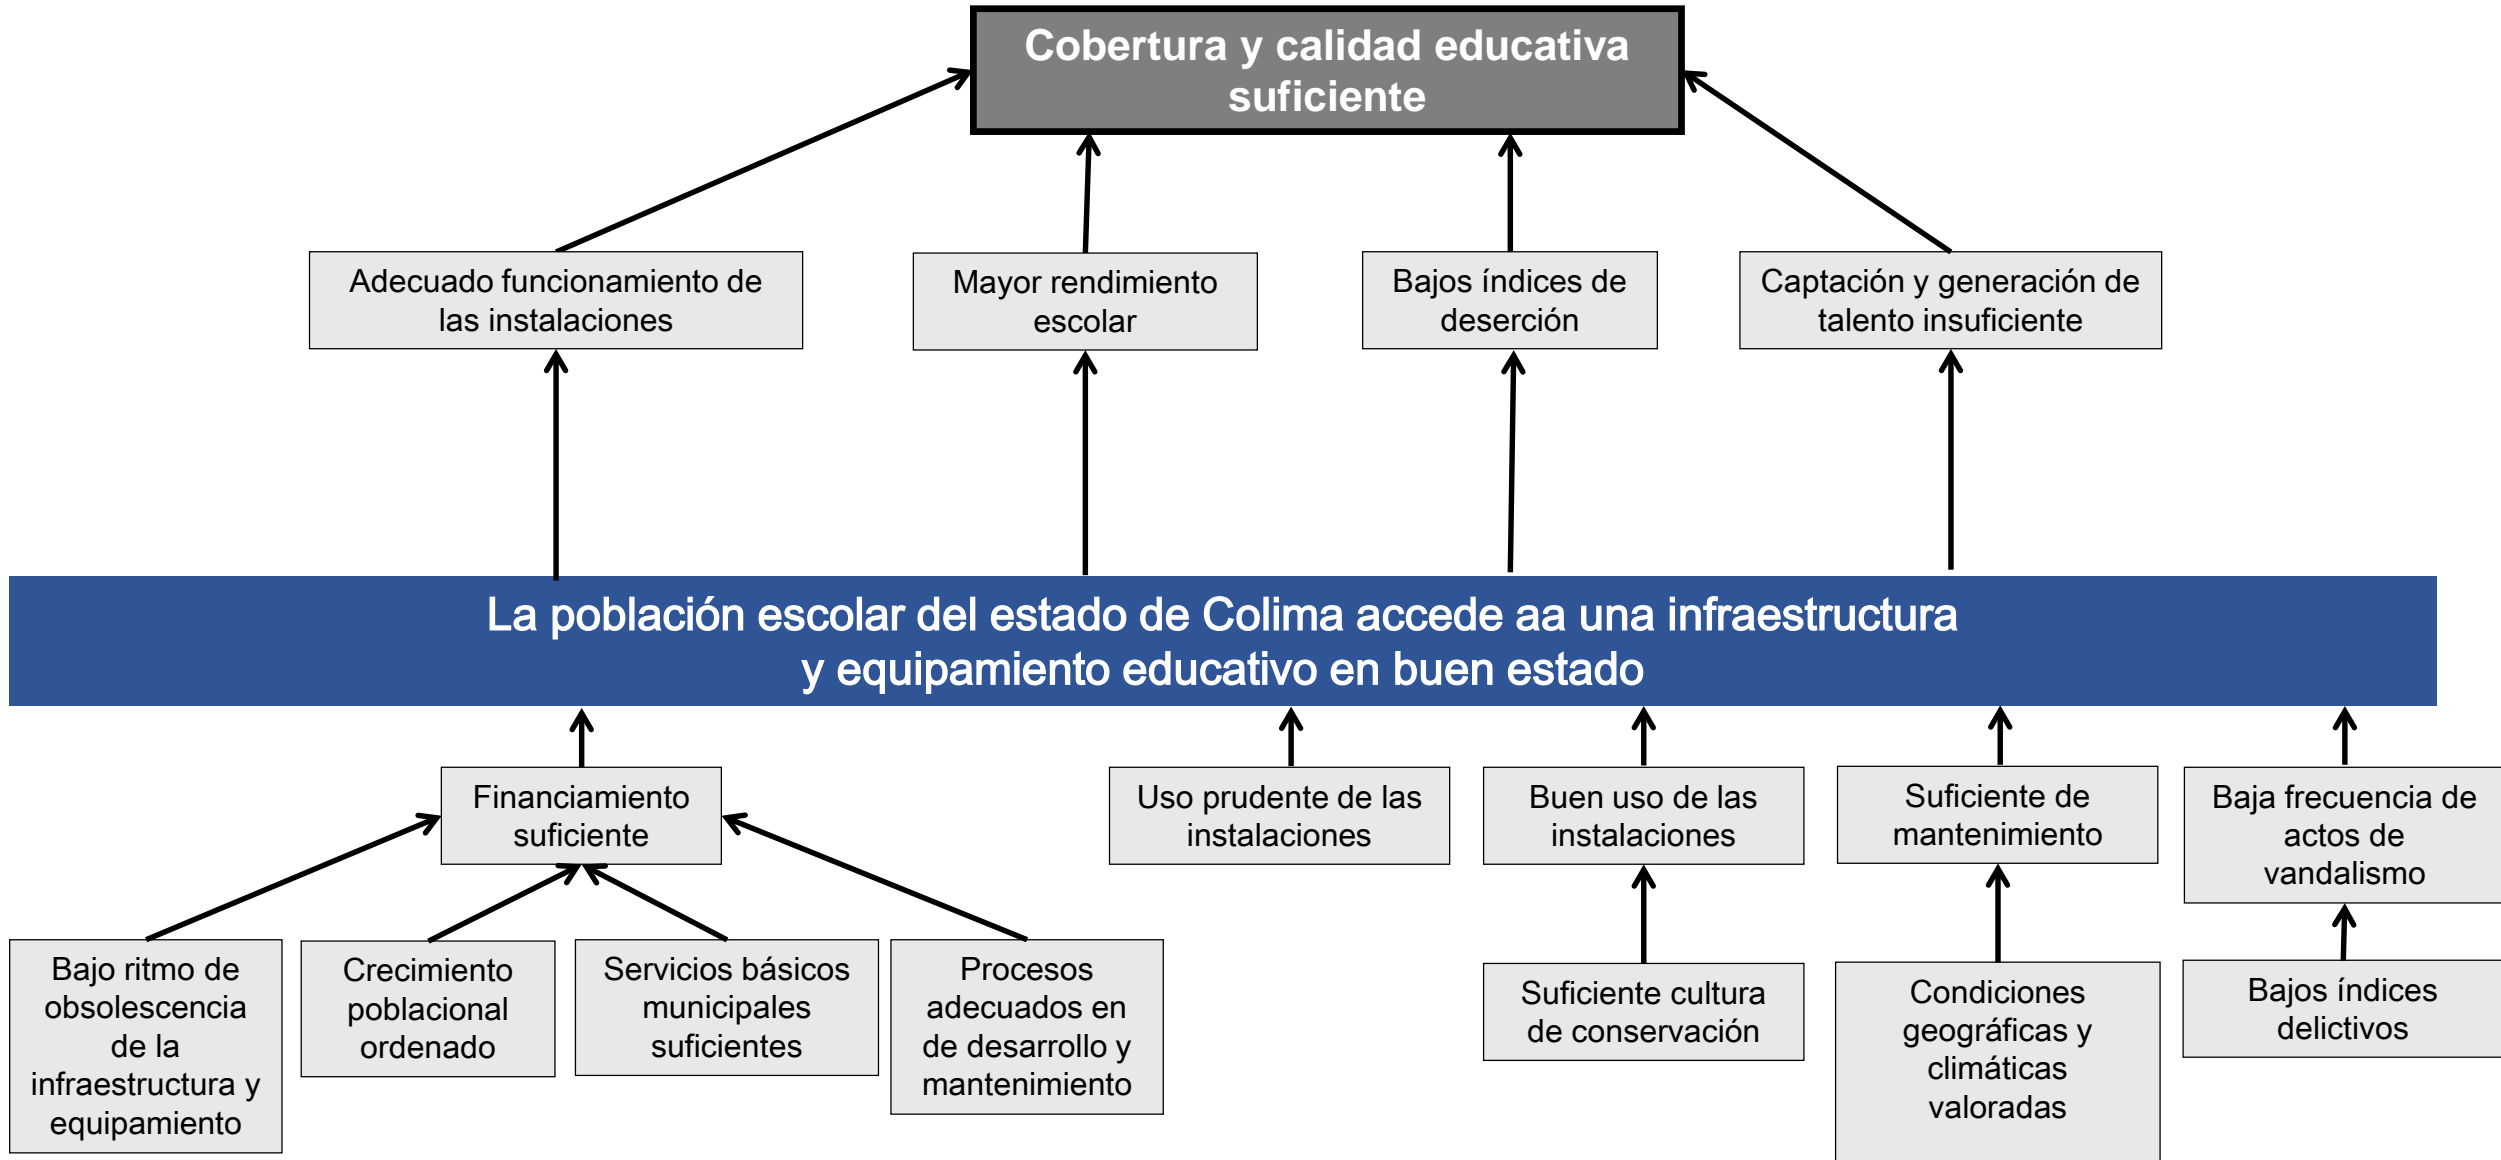 Cobertura y calidad educativa
suficiente
Adecuado funcionamiento de
las instalaciones
Mayor rendimiento
escolar
Bajos índices de
deserción
Captación y generación de
talento insuficiente
La población escolar del estado de Colima accede aa una infraestructura
y equipamiento educativo en buen estado
Financiamiento
suficiente
Uso prudente de las
instalaciones
Buen uso de las
instalaciones
Suficiente de
mantenimiento
Baja frecuencia de
actos de
vandalismo
Bajo ritmo de
obsolescencia
de la
infraestructura y
equipamiento
Crecimiento
poblacional
ordenado
Servicios básicos
municipales
suficientes
Procesos
adecuados en
de desarrollo y
mantenimiento
Suficiente cultura
de conservación
Condiciones
geográficas y
climáticas
valoradas
Bajos índices
delictivos